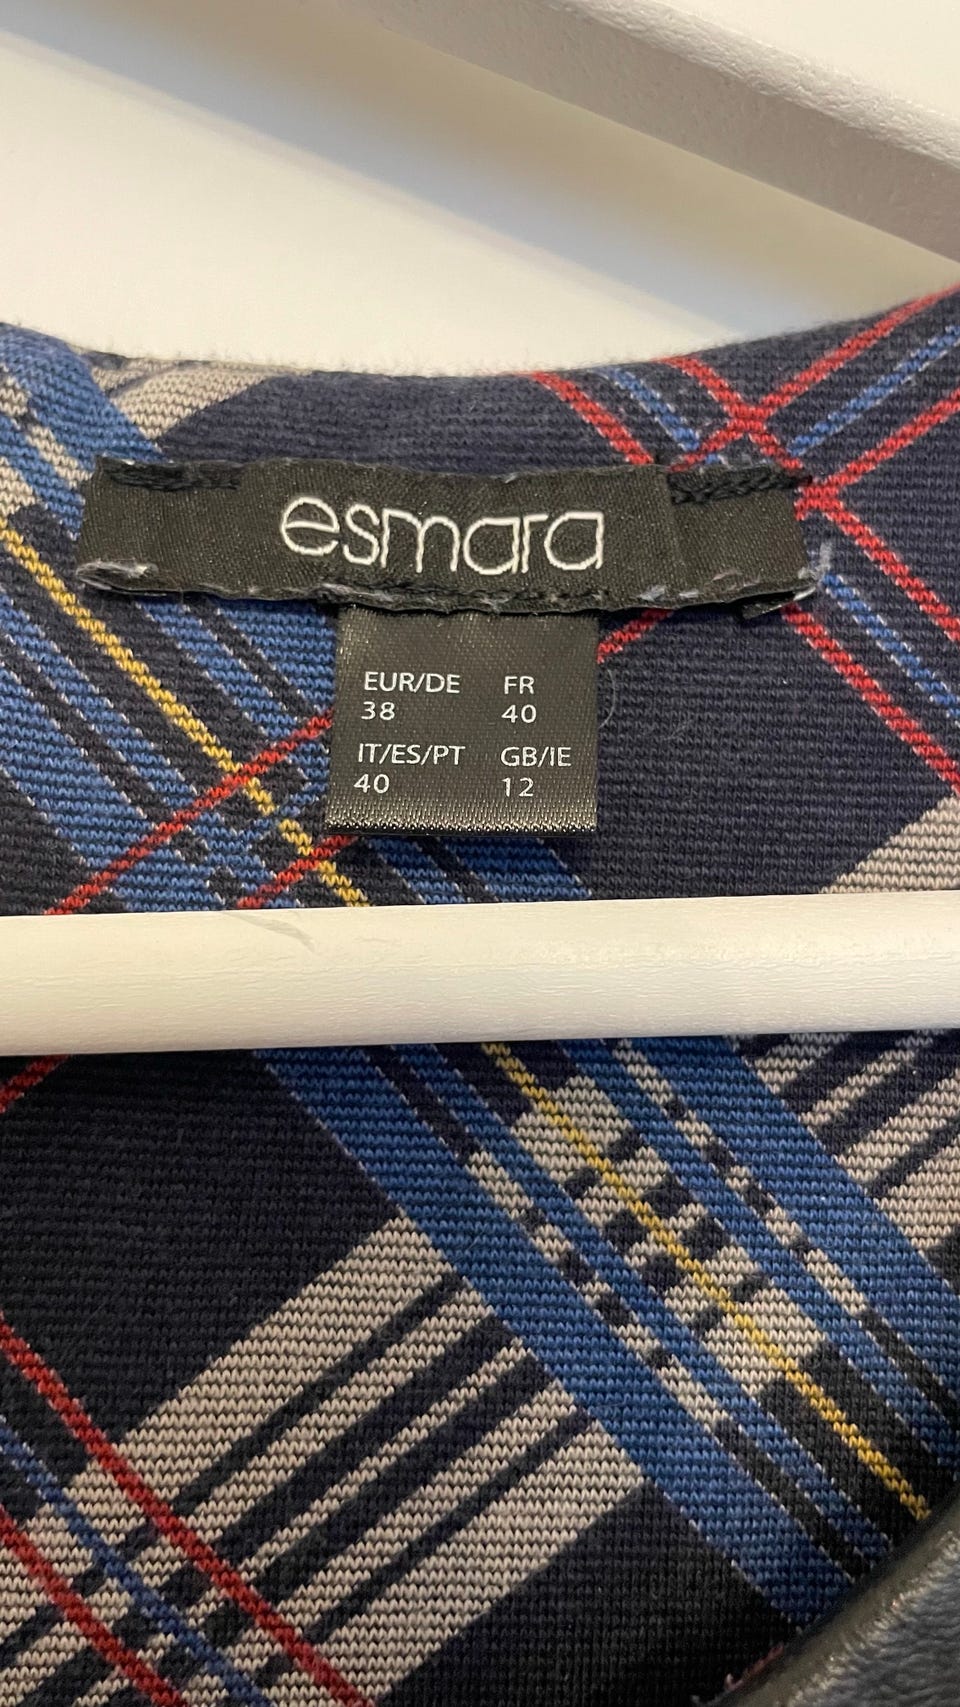 esmara
EUR/DE FR
38 40
IT/ES/PT GB/IE
40 12